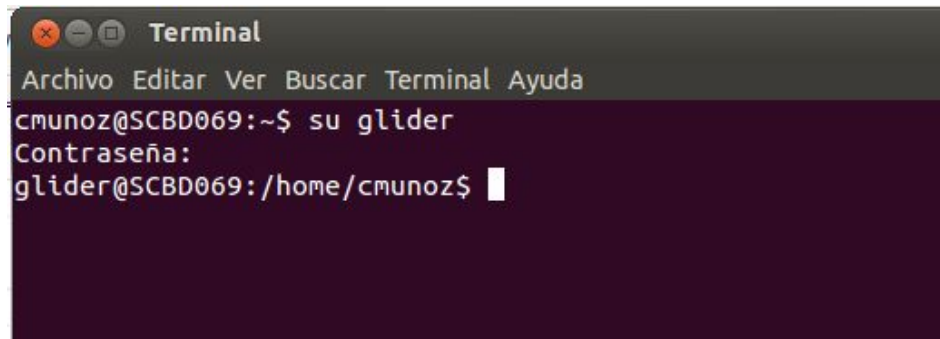 Terminal
Archivo Editar Ver Buscar Terminal Ayuda
cmunoz@SCBD069:~$ su glider
Contraseña:
glider@SCBD069:/home/cmunoz$